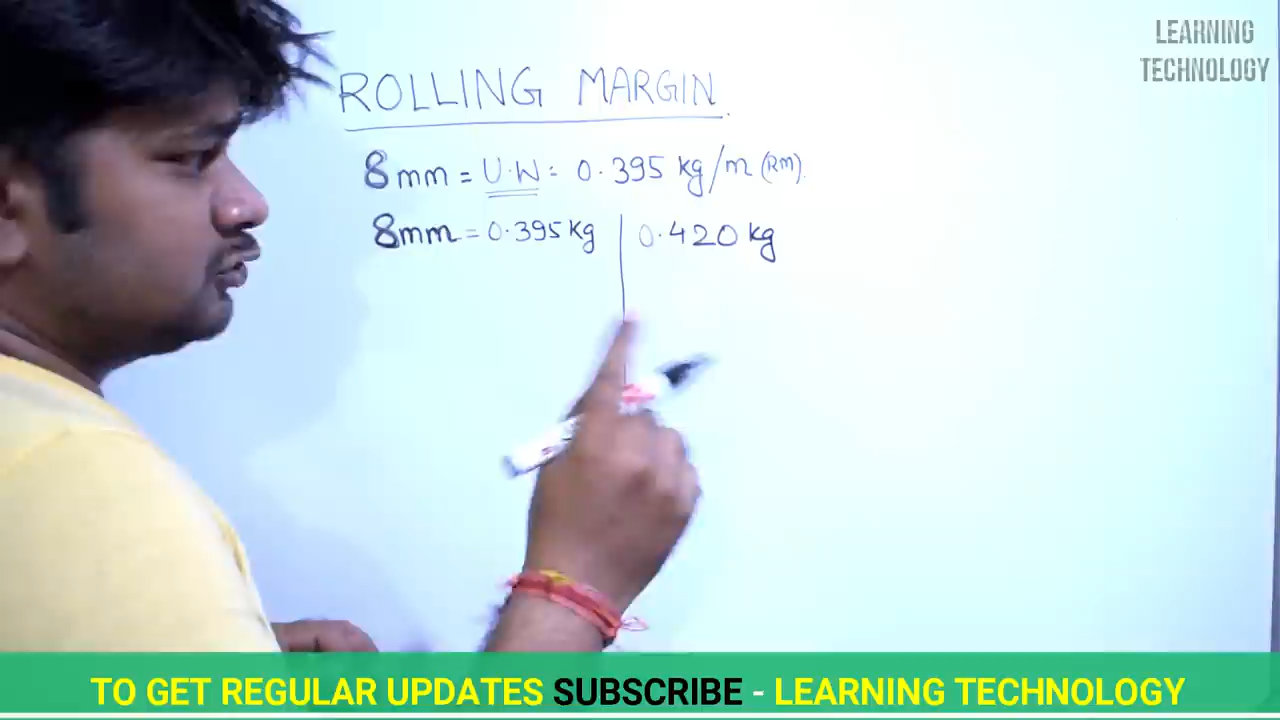 LEARNING
TECHNOLOGY
ROLLING MARGIN.
8mm = U.W = 0.395 kg/m (RM).
8mm = 0.395 kg | 0.420 kg
TO GET REGULAR UPDATES SUBSCRIBE - LEARNING TECHNOLOGY